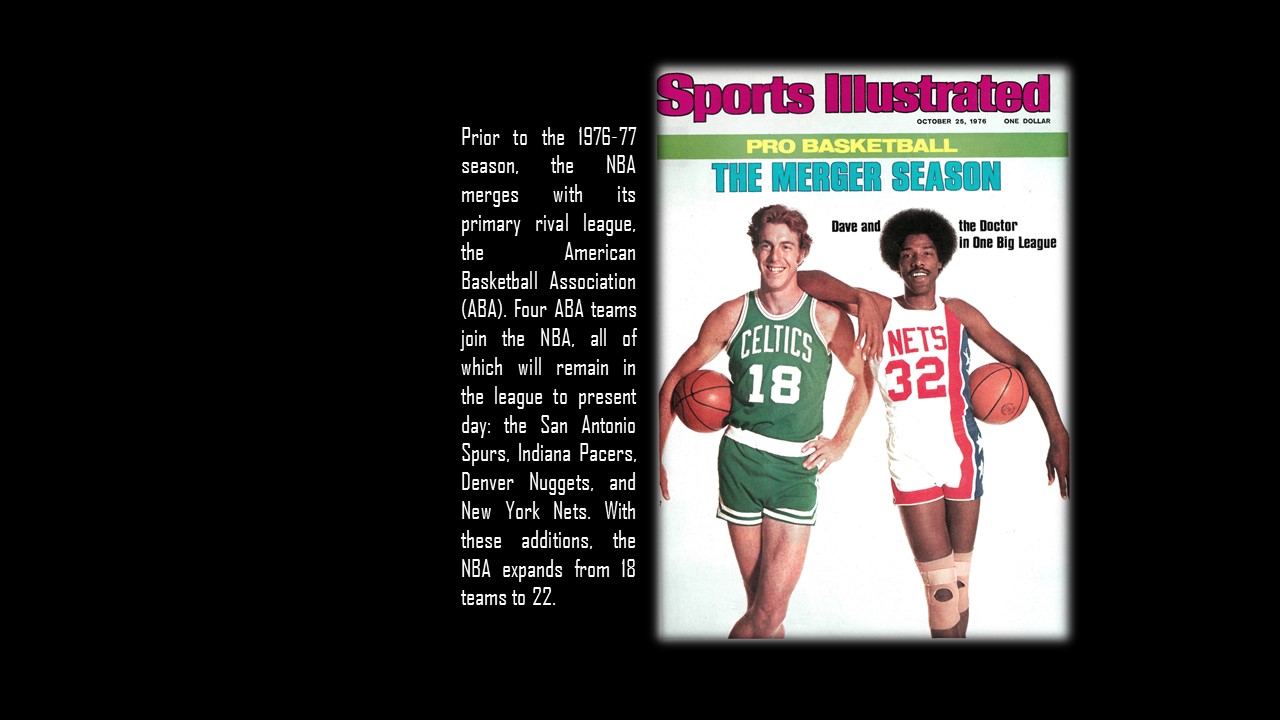 Prior to the 1976-77
season, the NBA
merges with its
primary rival league,
the American
Basketball Association
(ABA). Four ABA teams
join the NBA, all of
which will remain in
the league to present
day: the San Antonio
Spurs, Indiana Pacers,
Denver Nuggets, and
New York Nets. With
these additions, the
NBA expands from 18
teams to 22.
Sports Illustrated
OCTOBER 25, 1976 ONE DOLLAR
PRO BASKETBALL
THE MERGER SEASON
Dave and the Doctor
in One Big League
CELTICS
18
NETS
32